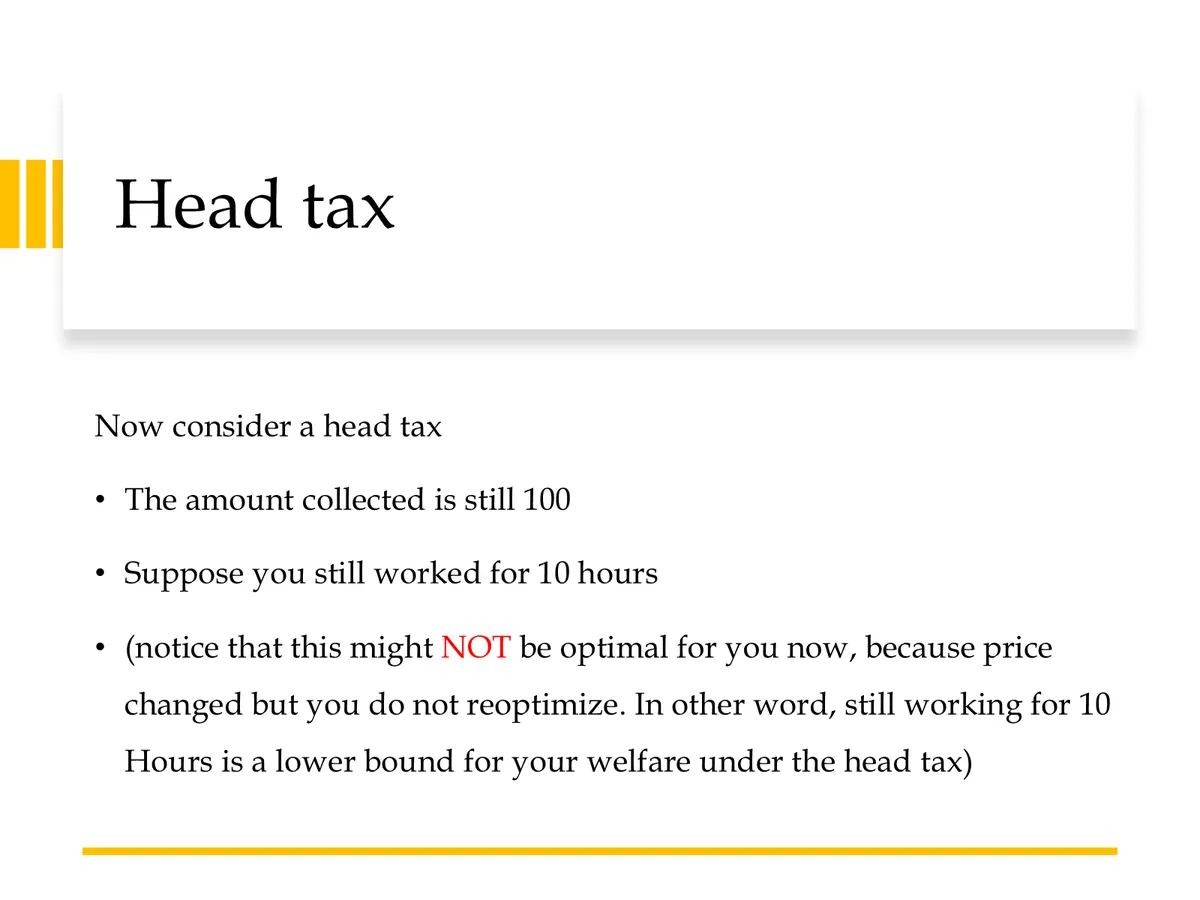 Head tax
Now consider a head tax
• The amount collected is still 100
• Suppose you still worked for 10 hours
• (notice that this might NOT be optimal for you now, because price
changed but you do not reoptimize. In other word, still working for 10
Hours is a lower bound for your welfare under the head tax)